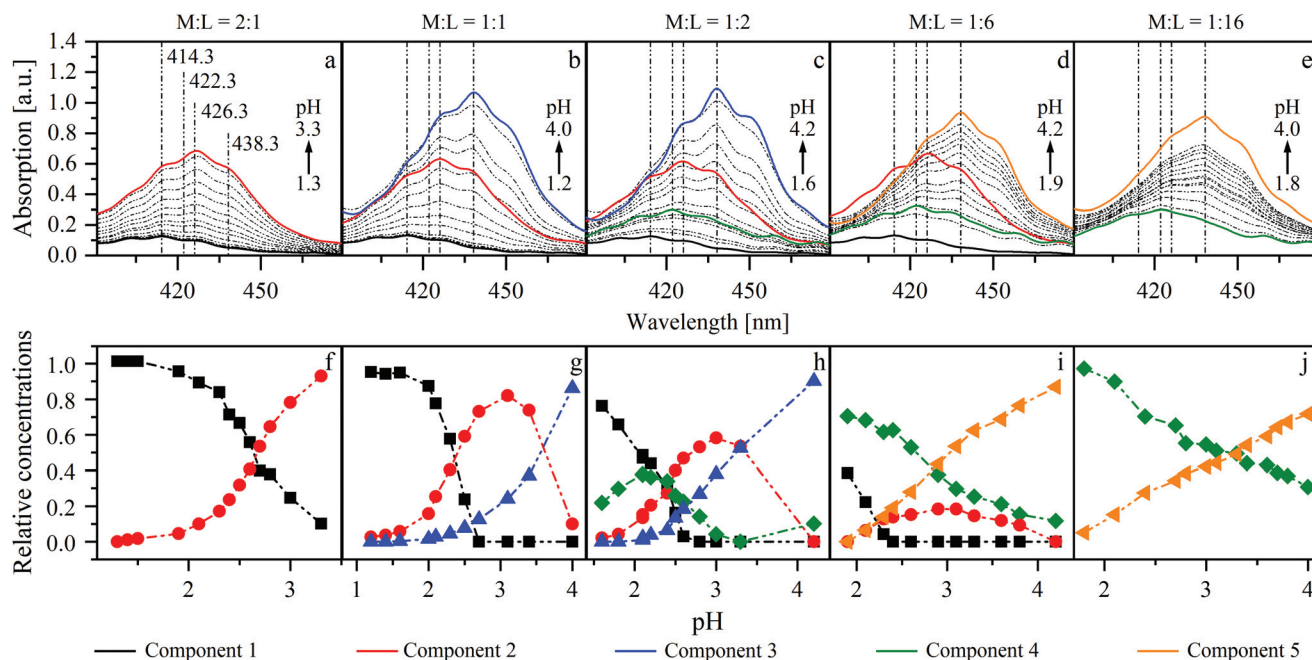 M:L = 2:1 M:L = 1:1 M:L = 1:2 M:L = 1:6 M:L = 1:16
Absorption [a.u.]
1.4
1.2
1.0
0.8
0.6
0.4
0.2
0.0
a
414.3
422.3
426.3
438.3
pH
3.3
1.3
b
pH
4.0
1.2
c
pH
4.2
1.6
d
pH
4.2
1.9
e
pH
4.0
1.8
420 450 420 450 420 450 420 450 420 450
Wavelength [nm]
Relative concentrations
1.0
0.8
0.6
0.4
0.2
0.0
f
g
h
i
j
2 3 1 2 3 4 2 3 4 2 3 4 2 3 4
pH
Component 1 Component 2 Component 3 Component 4 Component 5